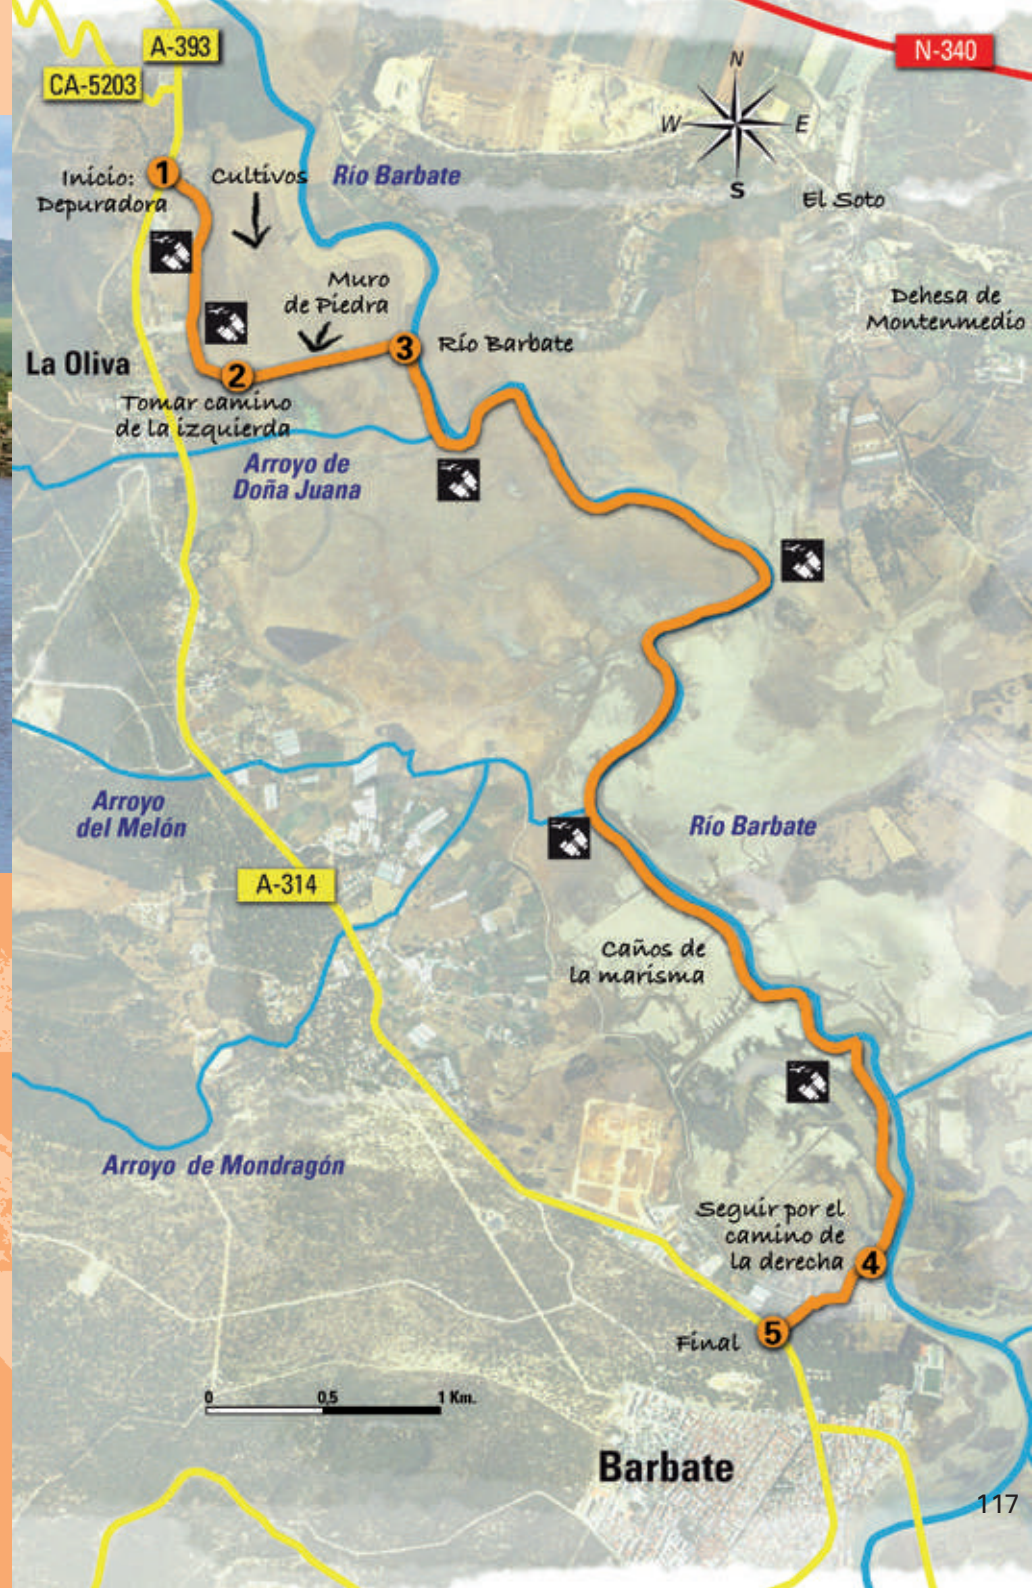 A-393
N-340
CA-5203
N
W
E
S
1
Inicio:
Depuradora
Cultivos
Río Barbate
El Soto
Muro
de Piedra
Dehesa de
Montenmedio
3
Río Barbate
La Oliva
2
Tomar camino
de la izquierda
Arroyo de
Doña Juana
Arroyo
del Melón
Río Barbate
A-314
Caños de
la marisma
Arroyo de Mondragón
Seguir por el
camino de
la derecha
4
5
Final
0 0,5 1 Km.
Barbate
117